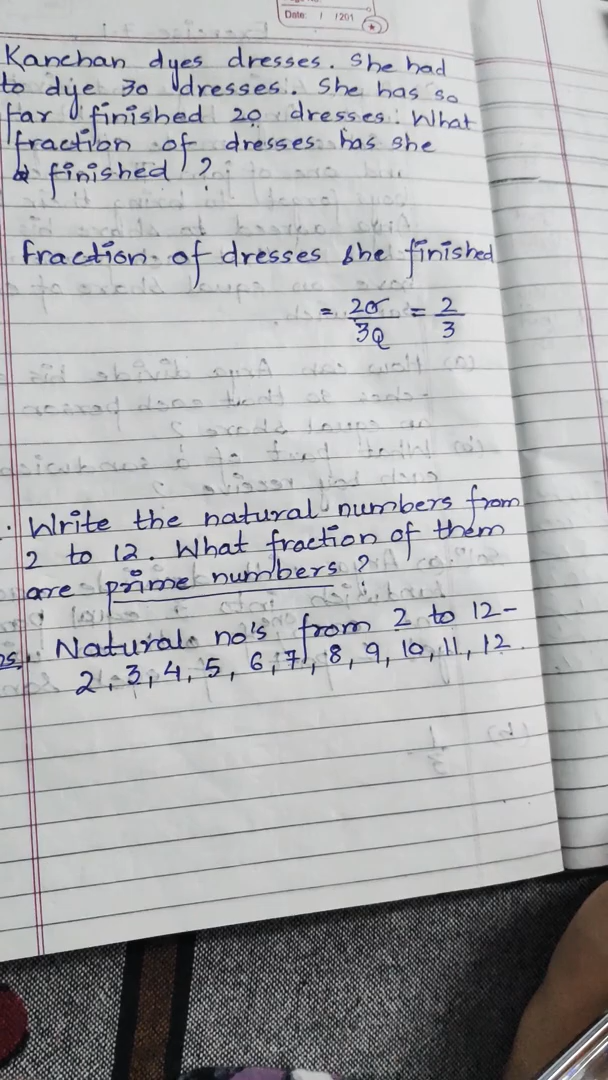 Date: / /201
Kanchan dyes dresses. She had
to dye 30 dresses. She has so
far finished 20 dresses. What
fraction of dresses has she
finished ?
fraction of dresses she finished
= 20/30 = 2/3
. Write the natural numbers from
2 to 12. What fraction of them
are prime numbers ?
Natural no's from 2 to 12-
2, 3, 4, 5, 6, 7, 8, 9, 10, 11, 12.